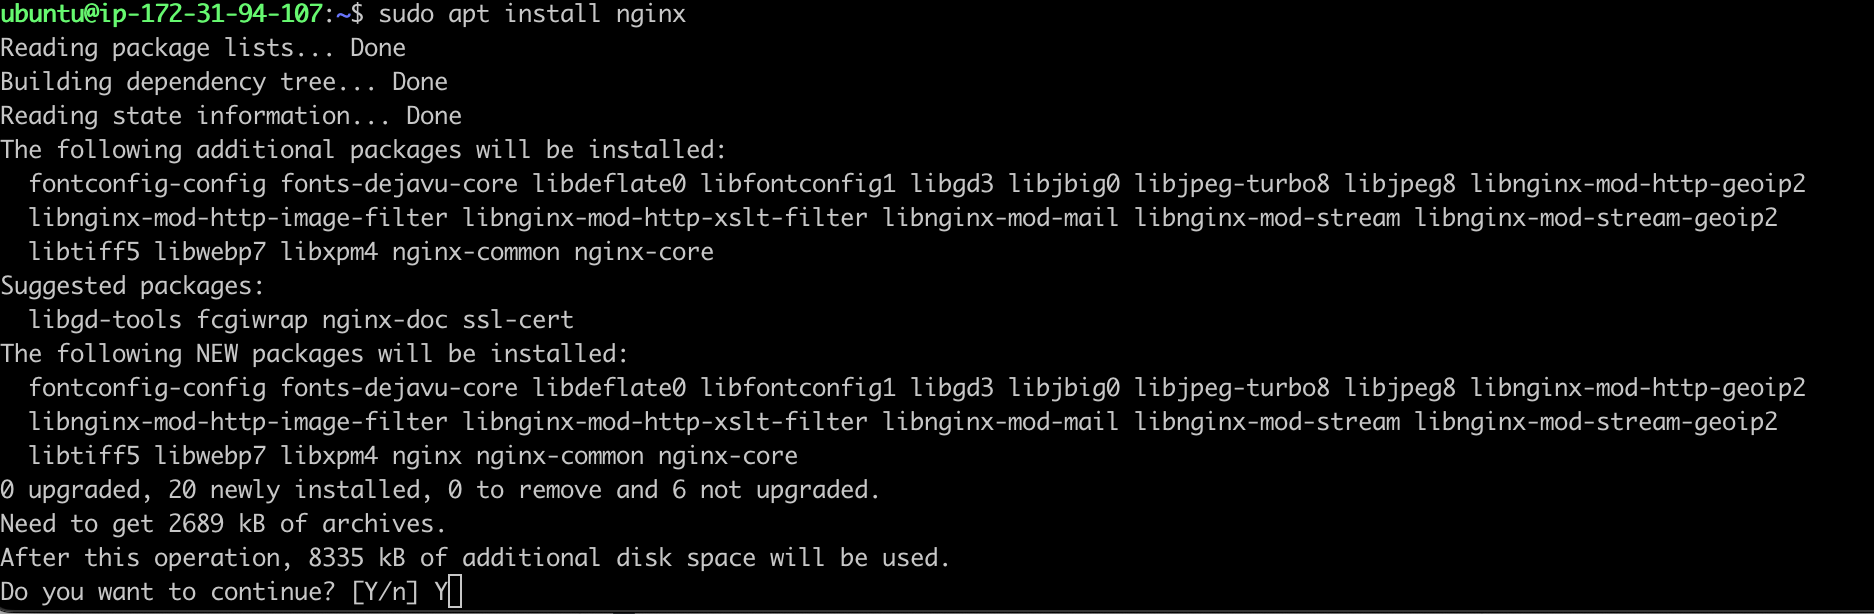 ubuntu@ip-172-31-94-107:~$ sudo apt install nginx
Reading package lists... Done
Building dependency tree... Done
Reading state information... Done
The following additional packages will be installed:
  fontconfig-config fonts-dejavu-core libdeflate0 libfontconfig1 libgd3 libjbig0 libjpeg-turbo8 libjpeg8 libnginx-mod-http-geoip2
  libnginx-mod-http-image-filter libnginx-mod-http-xslt-filter libnginx-mod-mail libnginx-mod-stream libnginx-mod-stream-geoip2
  libtiff5 libwebp7 libxpm4 nginx-common nginx-core
Suggested packages:
  libgd-tools fcgiwrap nginx-doc ssl-cert
The following NEW packages will be installed:
  fontconfig-config fonts-dejavu-core libdeflate0 libfontconfig1 libgd3 libjbig0 libjpeg-turbo8 libjpeg8 libnginx-mod-http-geoip2
  libnginx-mod-http-image-filter libnginx-mod-http-xslt-filter libnginx-mod-mail libnginx-mod-stream libnginx-mod-stream-geoip2
  libtiff5 libwebp7 libxpm4 nginx nginx-common nginx-core
0 upgraded, 20 newly installed, 0 to remove and 6 not upgraded.
Need to get 2689 kB of archives.
After this operation, 8335 kB of additional disk space will be used.
Do you want to continue? [Y/n] Y